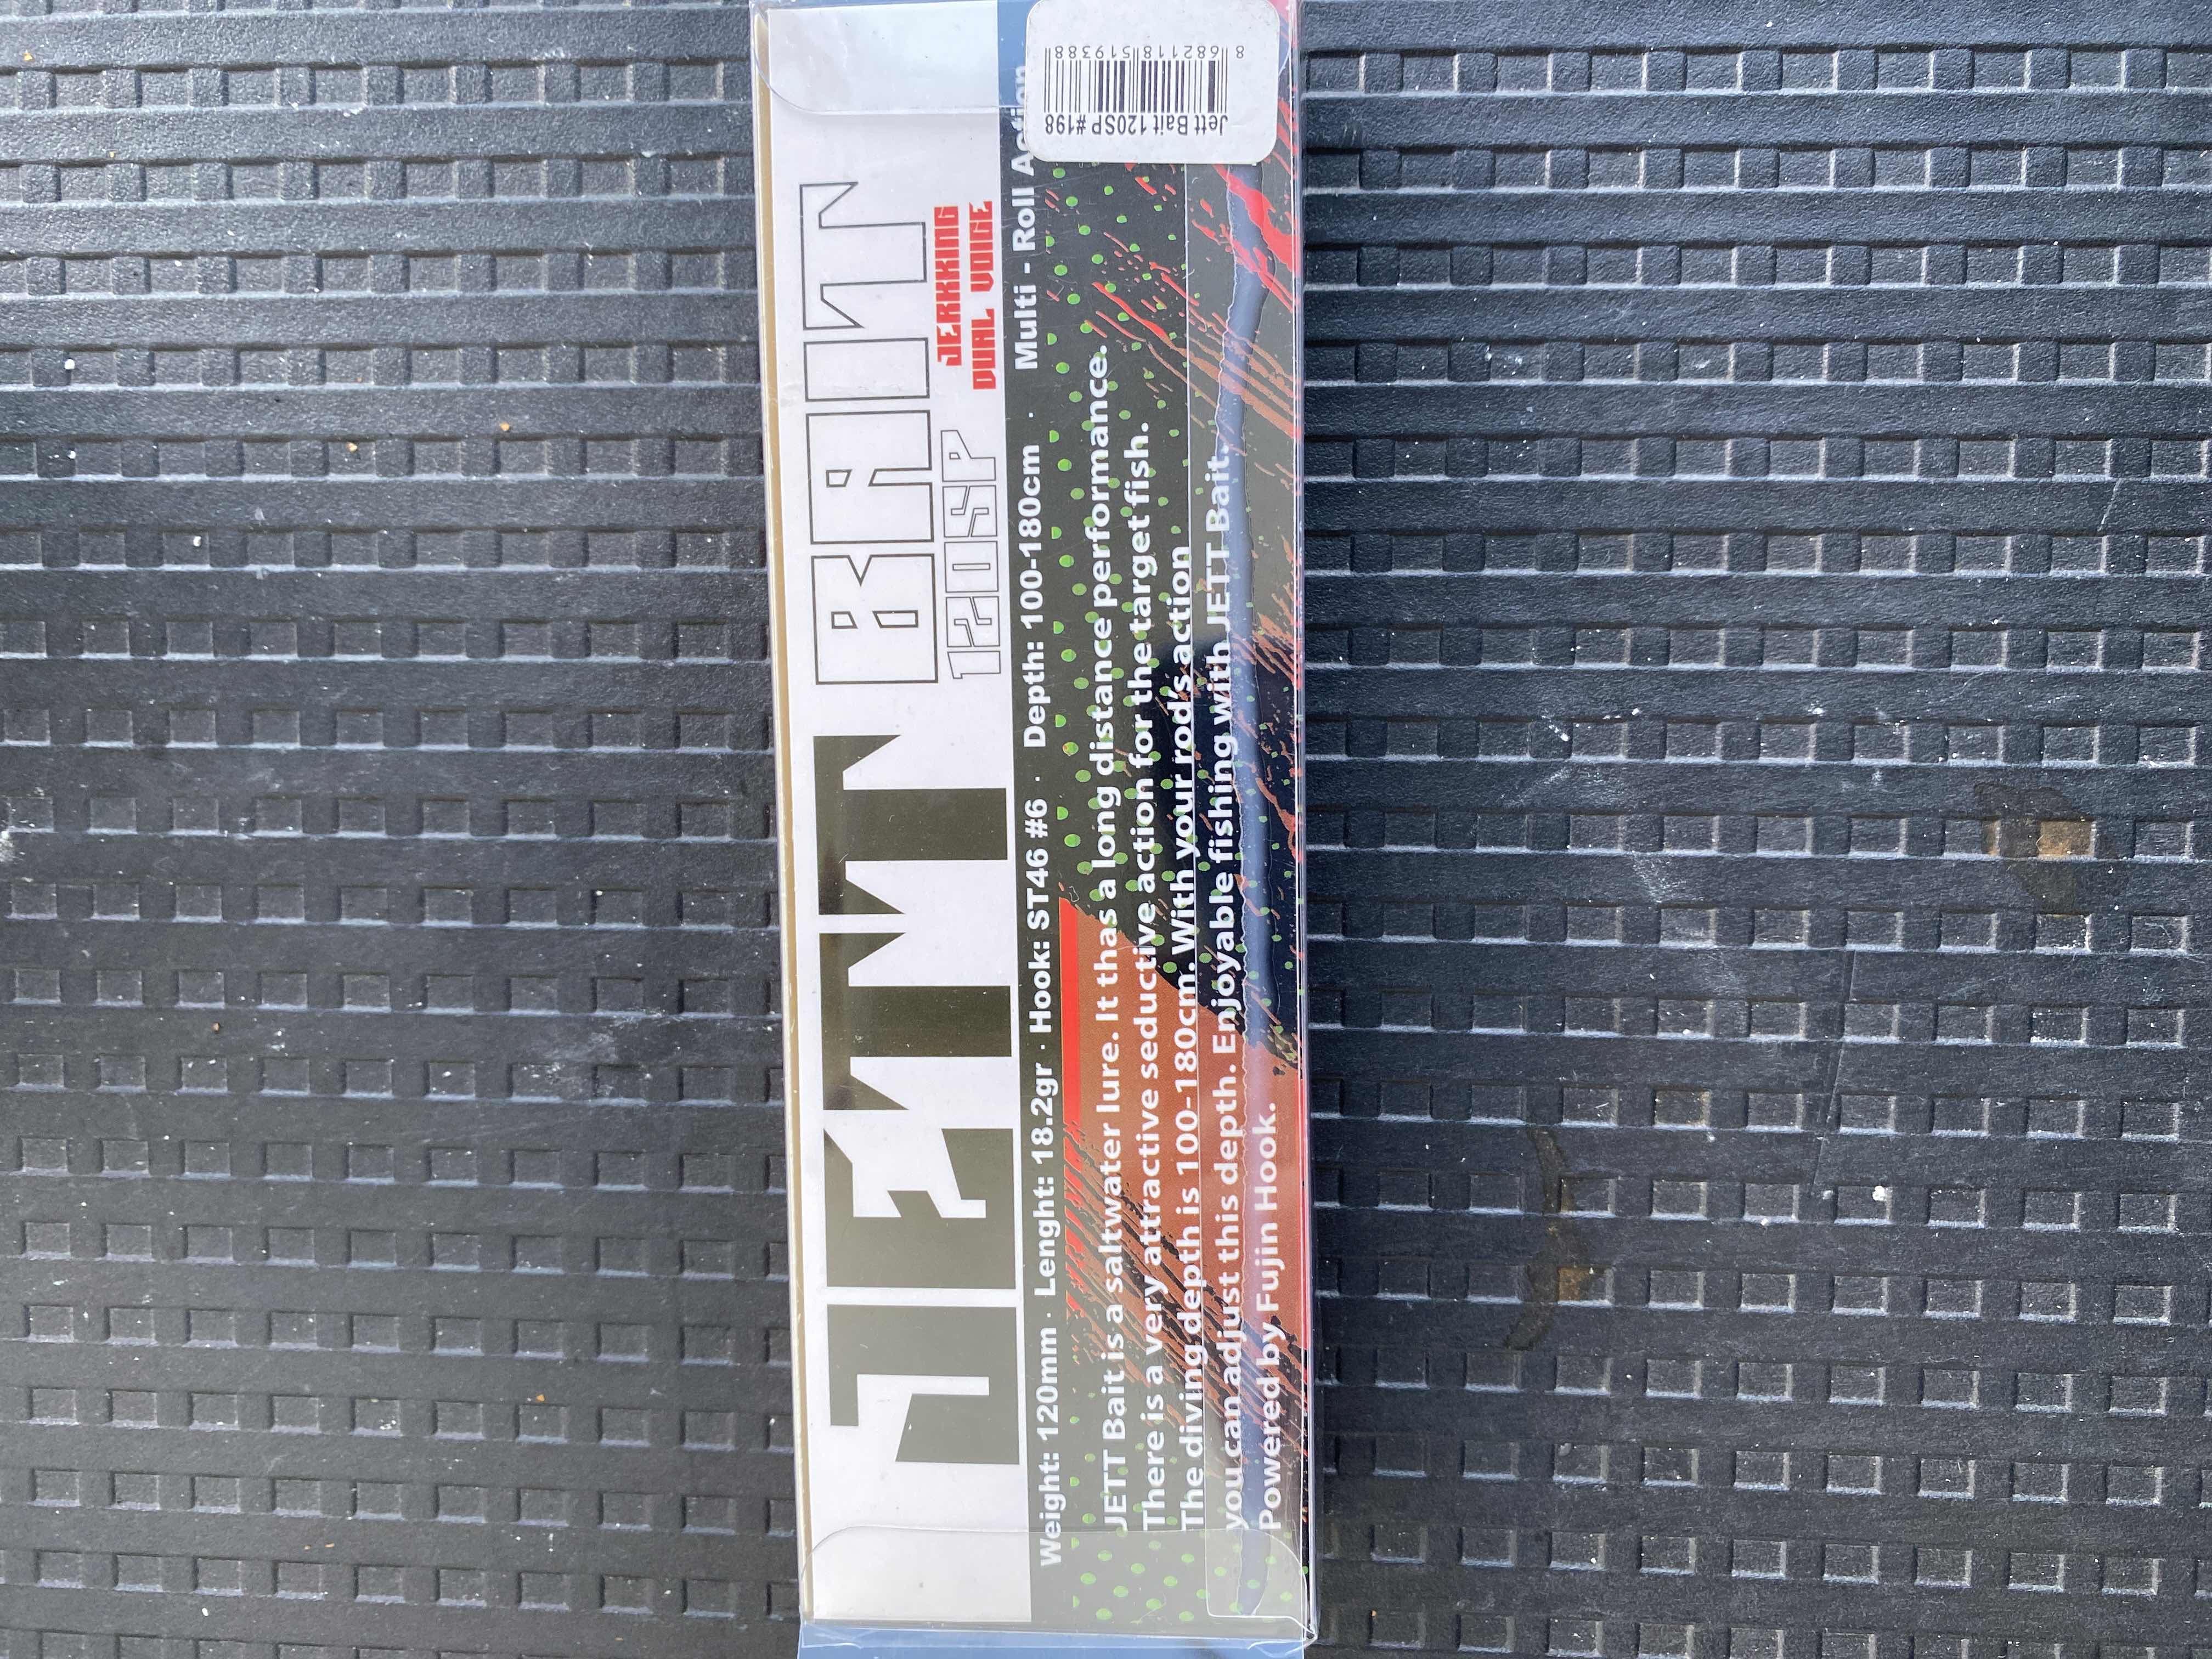 JETT BAIT
JERKKING
DUAL VOIGE
120SP
Weight: 120mm · Lenght: 18.2gr · Hook: ST46 #6 · Depth: 100-180cm · Multi - Roll Action
JETT Bait is a saltwater lure. It thas a long distance performance.
There is a very attractive seductive action for the target fish.
The diving depth is 100-180cm. With your rod's action
you can adjust this depth. Enjoyable fishing with JETT Bait.
Powered by Fujin Hook.
Jett Bait 120SP #198
8 682118 519388